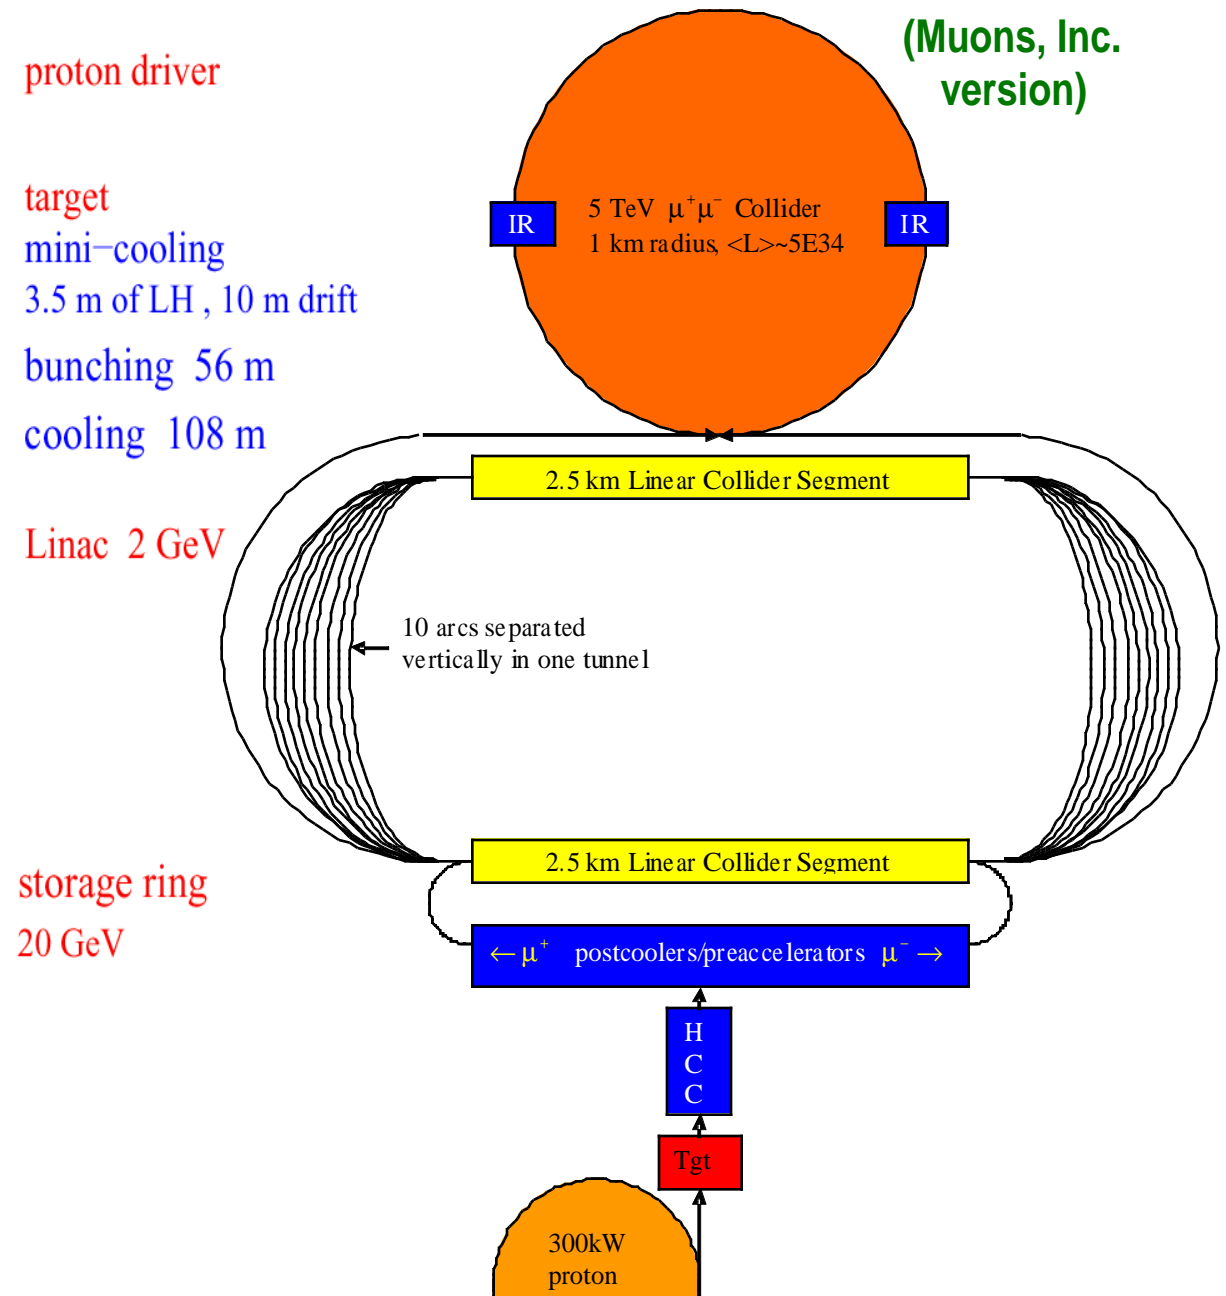 (Muons, Inc.
version)
proton driver
target
mini-cooling
3.5 m of LH , 10 m drift
bunching 56 m
cooling 108 m
Linac 2 GeV
storage ring
20 GeV
IR
5 TeV μ⁺μ⁻ Collider
1 km radius, <L>~5E34
IR
2.5 km Linear Collider Segment
10 arcs separated
vertically in one tunnel
2.5 km Linear Collider Segment
← μ⁺ postcoolers/preaccelerators μ⁻ →
H
C
C
Tgt
300kW
proton